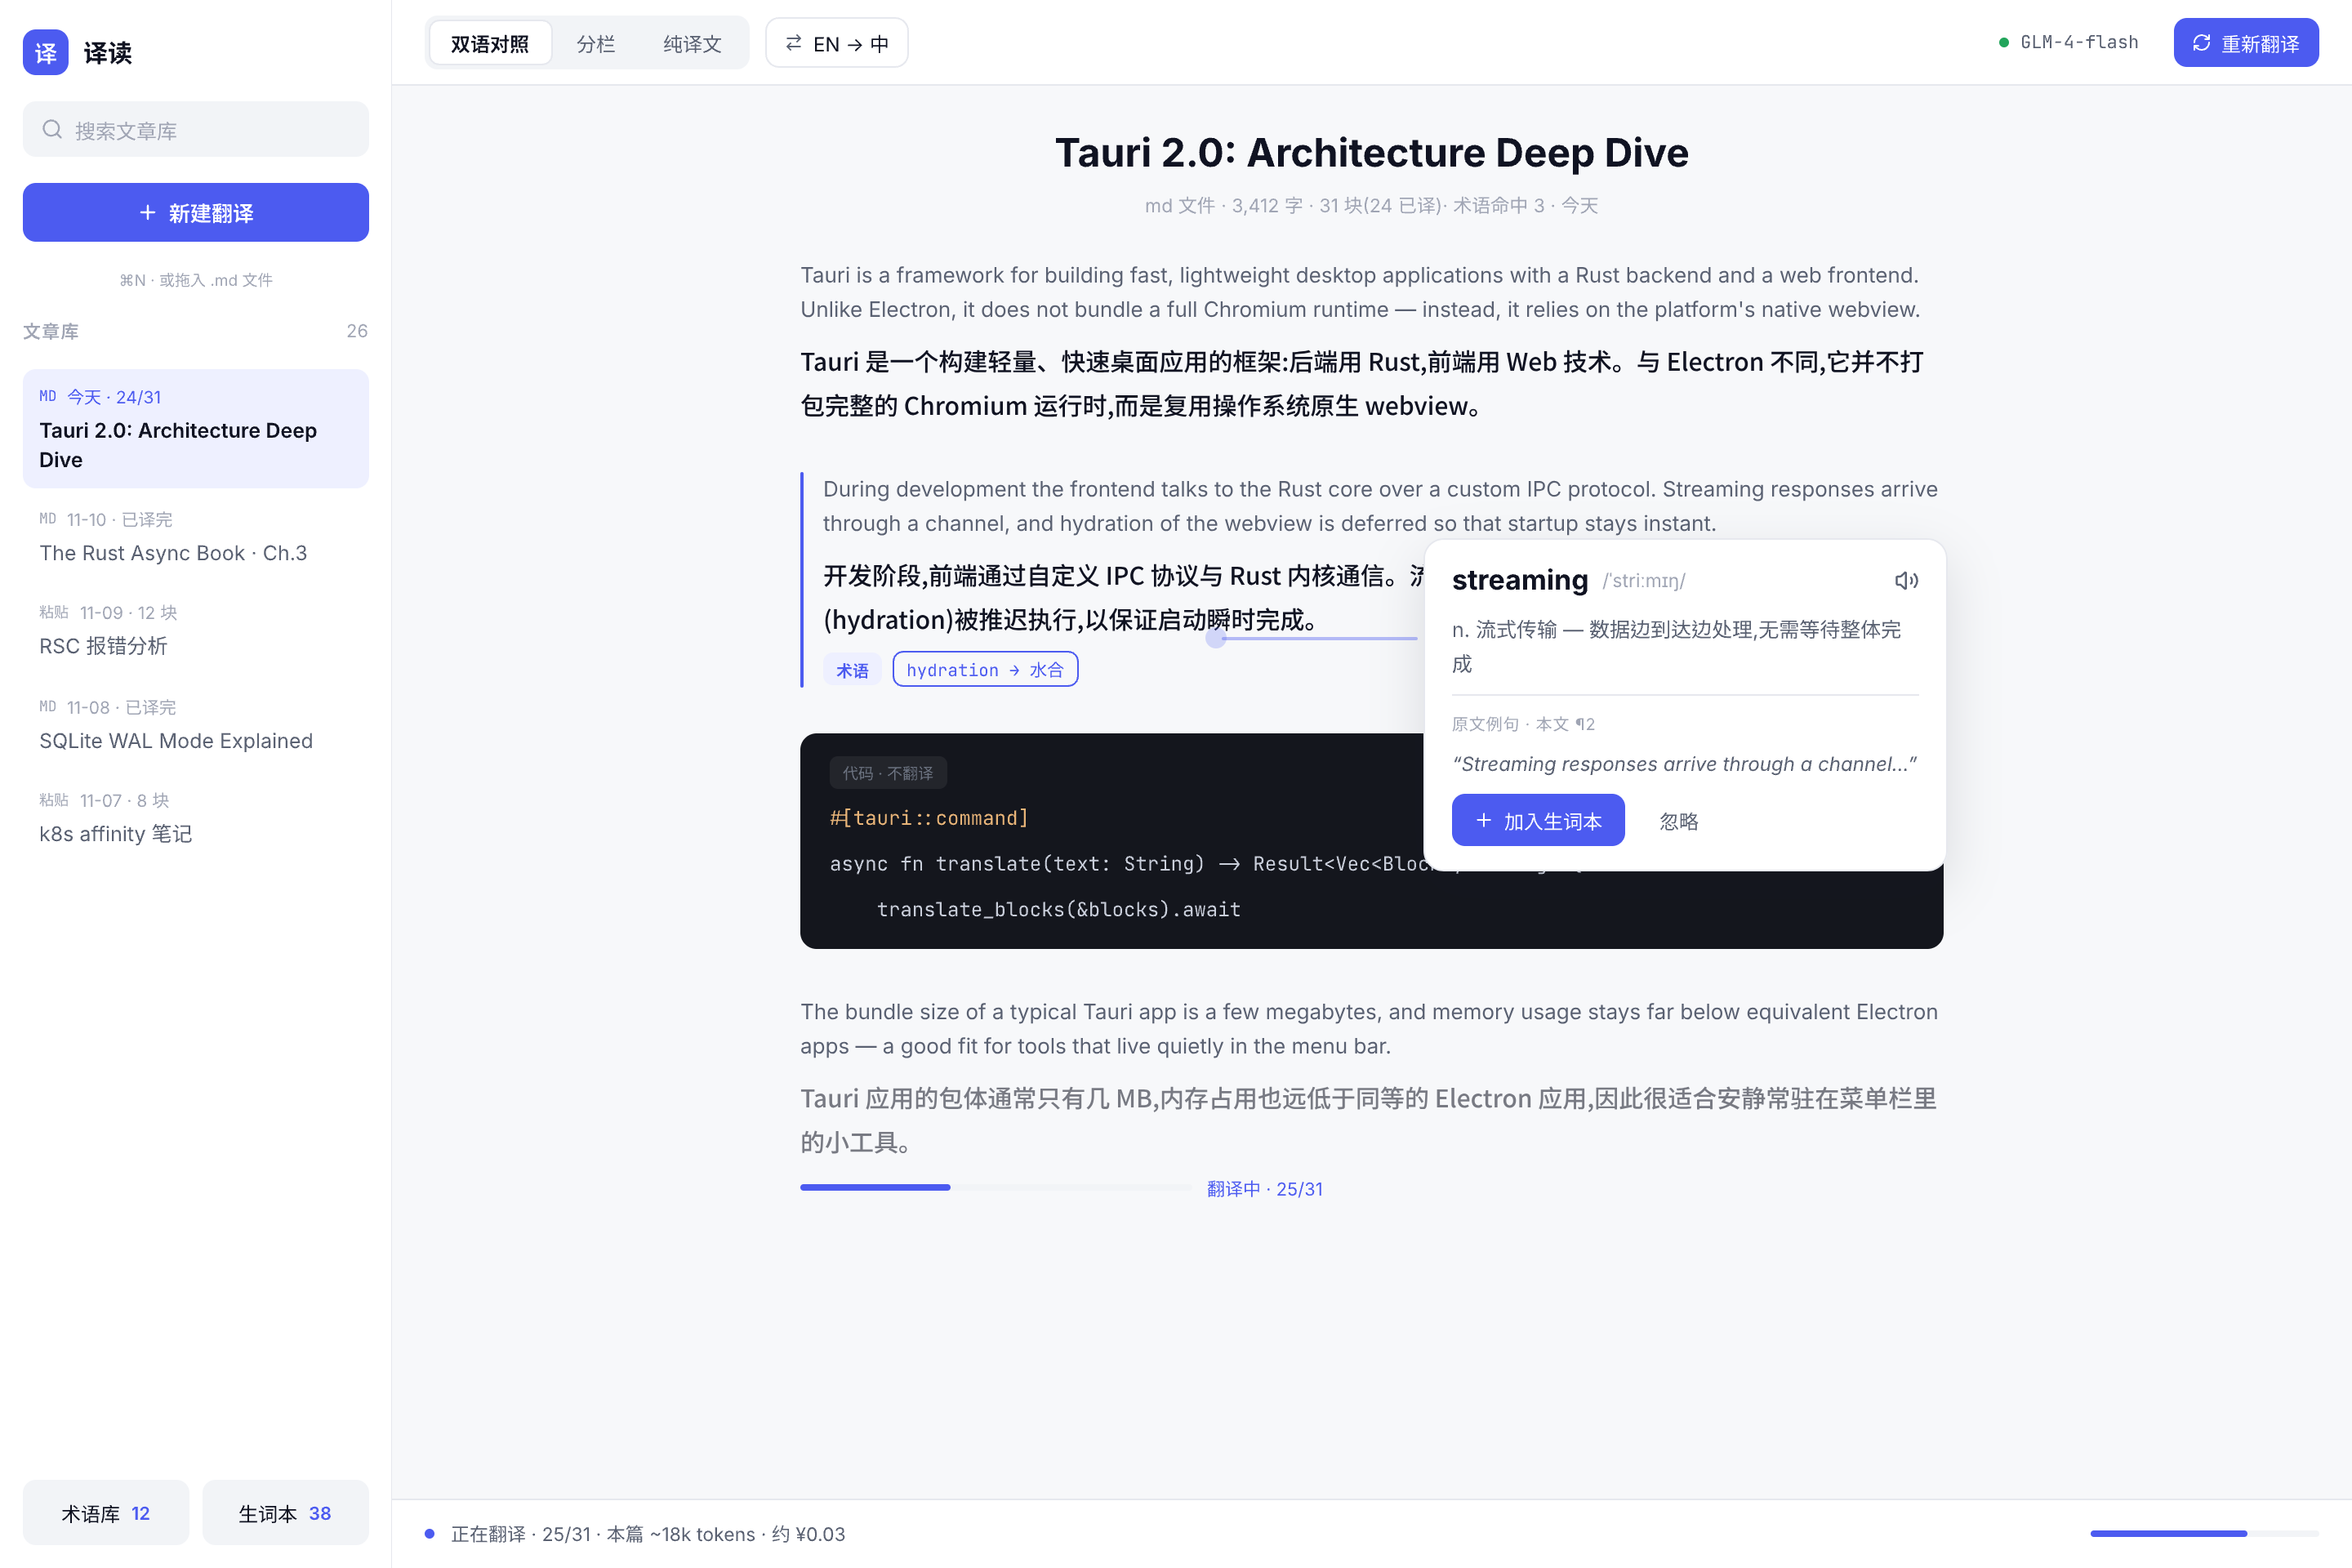 译 译读
搜索文章库
+ 新建翻译
⌘N · 或拖入 .md 文件
文章库 26
MD 今天 · 24/31
Tauri 2.0: Architecture Deep
Dive
MD 11-10 · 已译完
The Rust Async Book · Ch.3
粘贴 11-09 · 12 块
RSC 报错分析
MD 11-08 · 已译完
SQLite WAL Mode Explained
粘贴 11-07 · 8 块
k8s affinity 笔记
术语库 12
生词本 38
双语对照 分栏 纯译文 EN → 中
GLM-4-flash 重新翻译
Tauri 2.0: Architecture Deep Dive
md 文件 · 3,412 字 · 31 块(24 已译)· 术语命中 3 · 今天
Tauri is a framework for building fast, lightweight desktop applications with a Rust backend and a web frontend.
Unlike Electron, it does not bundle a full Chromium runtime — instead, it relies on the platform's native webview.
Tauri 是一个构建轻量、快速桌面应用的框架:后端用 Rust,前端用 Web 技术。与 Electron 不同,它并不打
包完整的 Chromium 运行时,而是复用操作系统原生 webview。
During development the frontend talks to the Rust core over a custom IPC protocol. Streaming responses arrive
through a channel, and hydration of the webview is deferred so that startup stays instant.
开发阶段,前端通过自定义 IPC 协议与 Rust 内核通信。
(hydration)被推迟执行,以保证启动瞬时完成。
术语 hydration → 水合
streaming /ˈstriːmɪŋ/
n. 流式传输 — 数据边到达边处理,无需等待整体完
成
原文例句 · 本文 ¶2
“Streaming responses arrive through a channel…”
+ 加入生词本 忽略
代码 · 不翻译
#[tauri::command]
async fn translate(text: String) -> Result<Vec<Bloc
translate_blocks(&blocks).await
The bundle size of a typical Tauri app is a few megabytes, and memory usage stays far below equivalent Electron
apps — a good fit for tools that live quietly in the menu bar.
Tauri 应用的包体通常只有几 MB,内存占用也远低于同等的 Electron 应用,因此很适合安静常驻在菜单栏里
的小工具。
翻译中 · 25/31
正在翻译 · 25/31 · 本篇 ~18k tokens · 约 ¥0.03